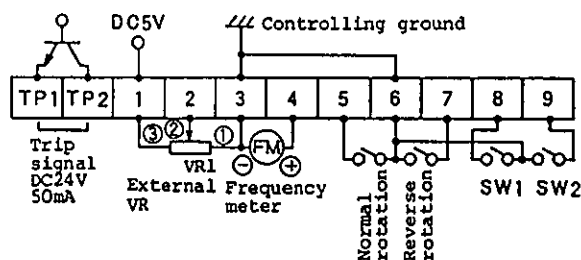 DC5V
Controlling ground
TP1 TP2 1 2 3 4 5 6 7 8 9
③ ② ①
Trip
signal
DC24V
50mA
VR1
External
VR
− FM +
Frequency
meter
Normal
rotation
Reverse
rotation
SW1 SW2